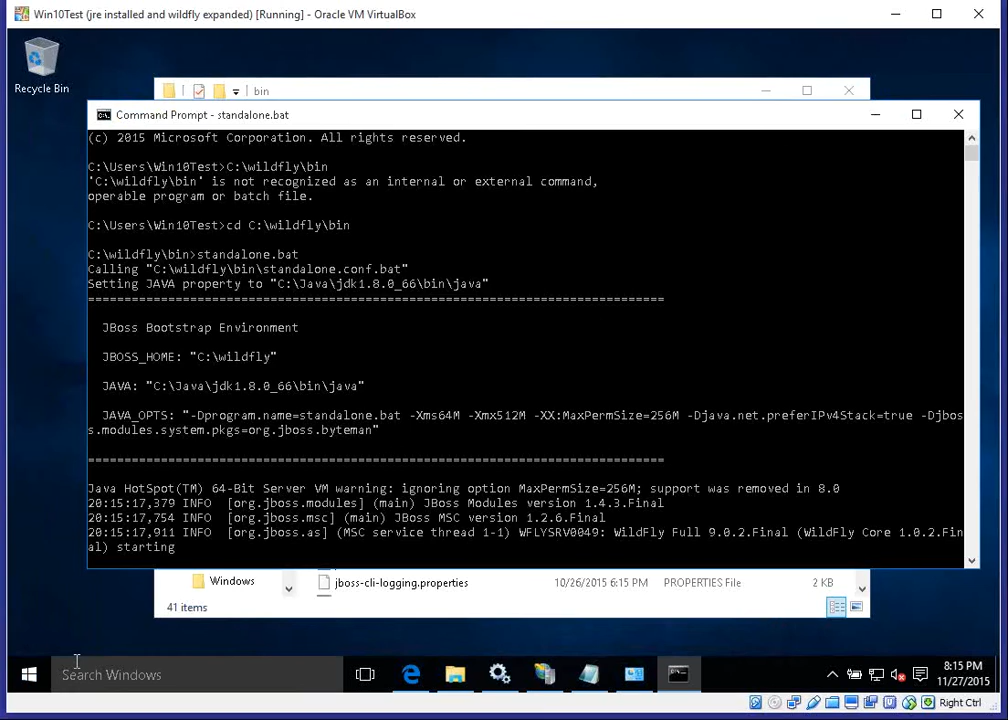 Win10Test (jre installed and wildfly expanded) [Running] - Oracle VM VirtualBox
Recycle Bin
bin
Command Prompt - standalone.bat
(c) 2015 Microsoft Corporation. All rights reserved.
C:\Users\Win10Test>C:\wildfly\bin
'C:\wildfly\bin' is not recognized as an internal or external command,
operable program or batch file.
C:\Users\Win10Test>cd C:\wildfly\bin
C:\wildfly\bin>standalone.bat
Calling "C:\wildfly\bin\standalone.conf.bat"
Setting JAVA property to "C:\Java\jdk1.8.0_66\bin\java"
===============================================================================
JBoss Bootstrap Environment
JBOSS_HOME: "C:\wildfly"
JAVA: "C:\Java\jdk1.8.0_66\bin\java"
JAVA_OPTS: "-Dprogram.name=standalone.bat -Xms64M -Xmx512M -XX:MaxPermSize=256M -Djava.net.preferIPv4Stack=true -Djbos
s.modules.system.pkgs=org.jboss.byteman"
===============================================================================
Java HotSpot(TM) 64-Bit Server VM warning: ignoring option MaxPermSize=256M; support was removed in 8.0
20:15:17,379 INFO  [org.jboss.modules] (main) JBoss Modules version 1.4.3.Final
20:15:17,754 INFO  [org.jboss.msc] (main) JBoss MSC version 1.2.6.Final
20:15:17,911 INFO  [org.jboss.as] (MSC service thread 1-1) WFLYSRV0049: WildFly Full 9.0.2.Final (WildFly Core 1.0.2.Fin
al) starting
Windows
jboss-cli-logging.properties 10/26/2015 6:15 PM PROPERTIES File 2 KB
41 items
Search Windows
8:15 PM
11/27/2015
Right Ctrl